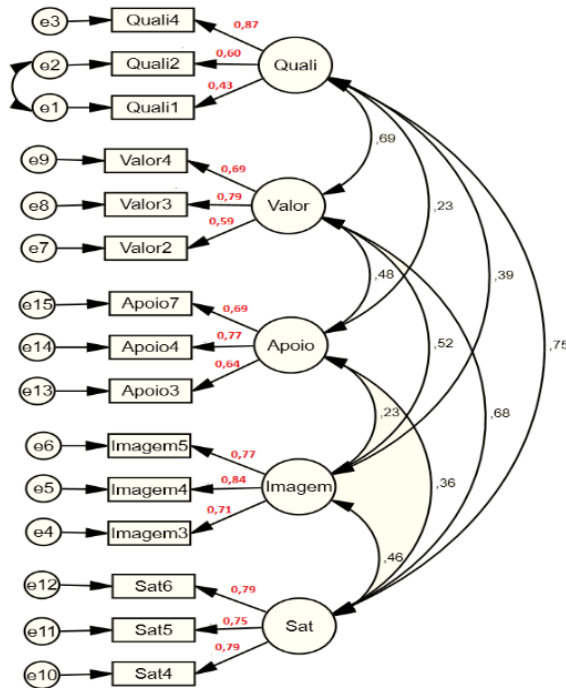 e3 Quali4 0,87
e2 Quali2 0,60 Quali
e1 Quali1 0,43
,69
e9 Valor4 0,69
e8 Valor3 0,79 Valor ,23
e7 Valor2 0,59
,48 ,39
e15 Apoio7 0,69
e14 Apoio4 0,77 Apoio ,52 ,75
e13 Apoio3 0,64
,23 ,68
e6 Imagem5 0,77
e5 Imagem4 0,84 Imagem ,36
e4 Imagem3 0,71
,46
e12 Sat6 0,79
e11 Sat5 0,75 Sat
e10 Sat4 0,79